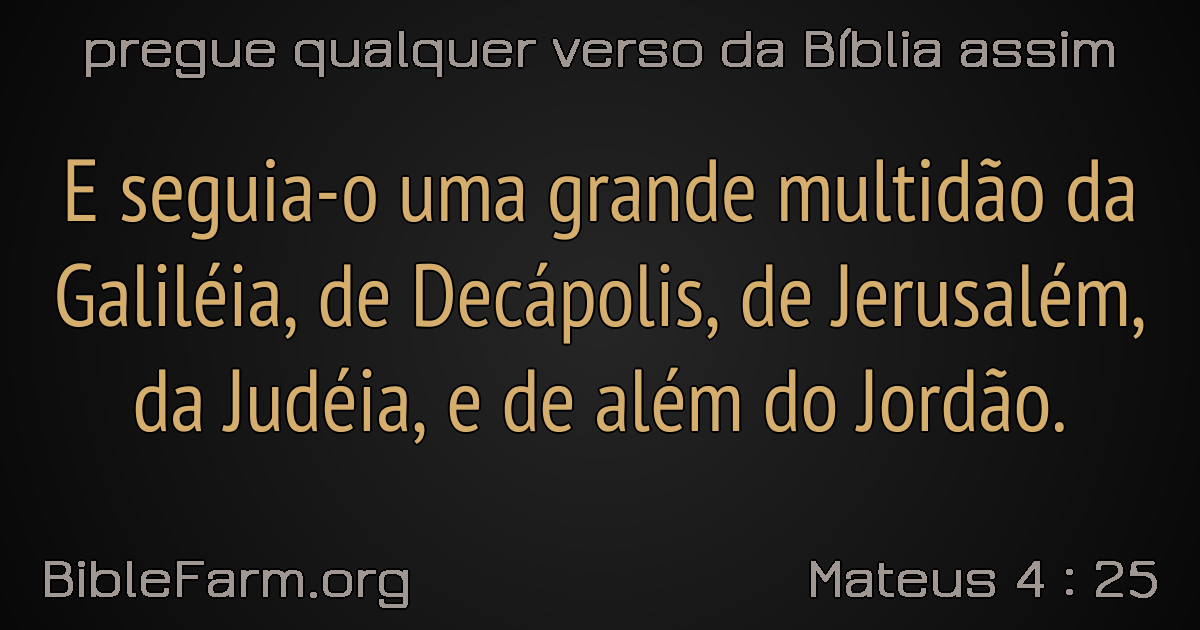 pregue qualquer verso da Bíblia assim
E seguia-o uma grande multidão da
Galiléia, de Decápolis, de Jerusalém,
da Judéia, e de além do Jordão.
BibleFarm.org
Mateus 4 : 25